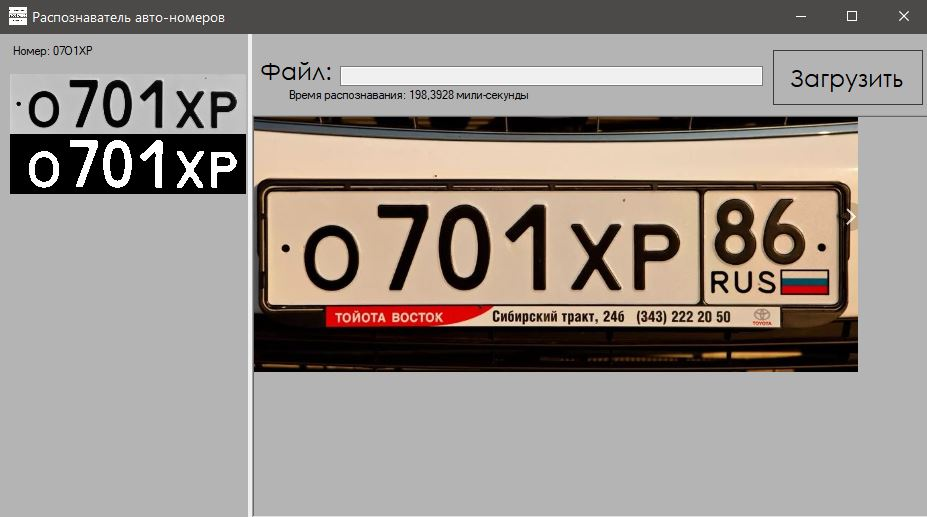 Распознаватель авто-номеров
Номер: 07О1ХР
О701ХР
О701ХР
Файл:
Загрузить
Время распознавания: 198,3928 мили-секунды
О701ХР 86
RUS
ТОЙОТА ВОСТОК Сибирский тракт, 24б (343) 222 20 50
TOYOTA